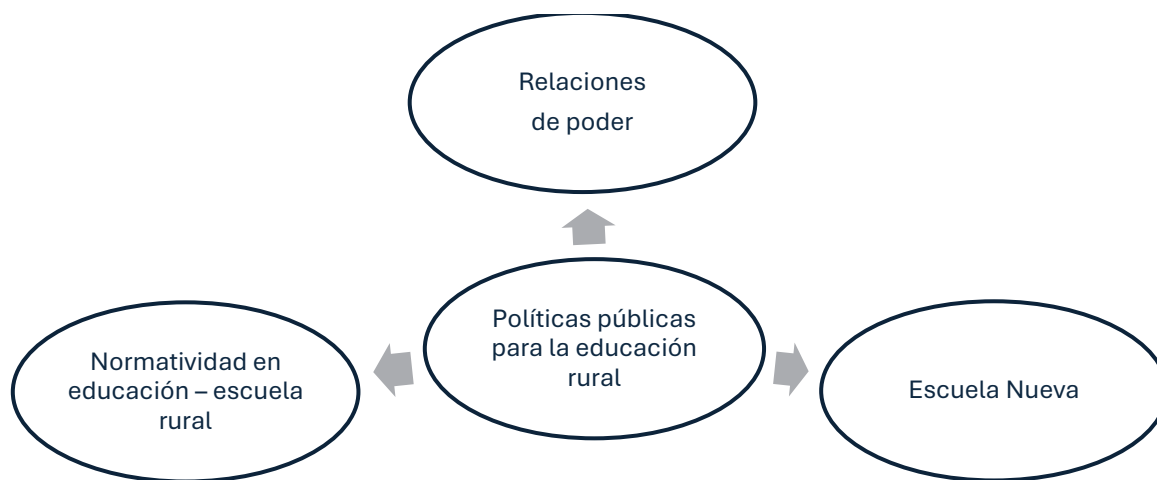 Relaciones
de poder
Políticas públicas
para la educación
rural
Normatividad en
educación – escuela
rural
Escuela Nueva